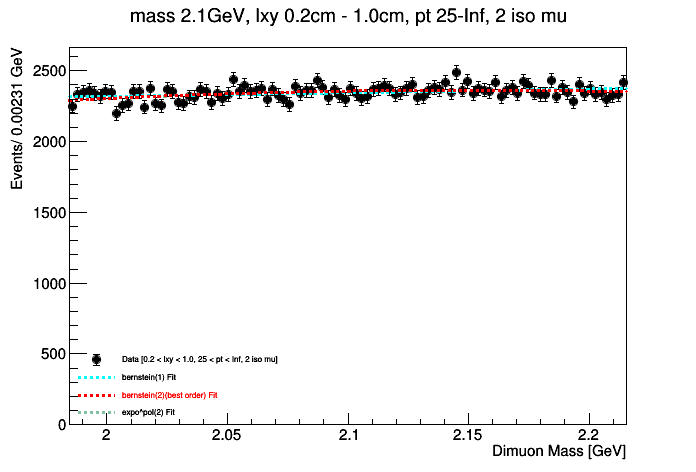 mass 2.1GeV, lxy 0.2cm - 1.0cm, pt 25-Inf, 2 iso mu
Events/ 0.00231 GeV
2500
2000
1500
1000
500
0
Data [0.2 < lxy < 1.0, 25 < pt < Inf, 2 iso mu]
bernstein(1) Fit
bernstein(2)(best order) Fit
expo^pol(2) Fit
2 2.05 2.1 2.15 2.2
Dimuon Mass [GeV]